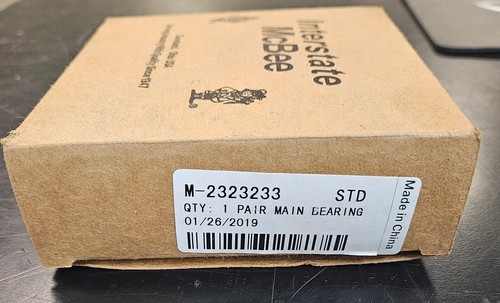 Interstate
McBee
M-2323233 STD
QTY: 1 PAIR MAIN BEARING
01/26/2019
Made in China